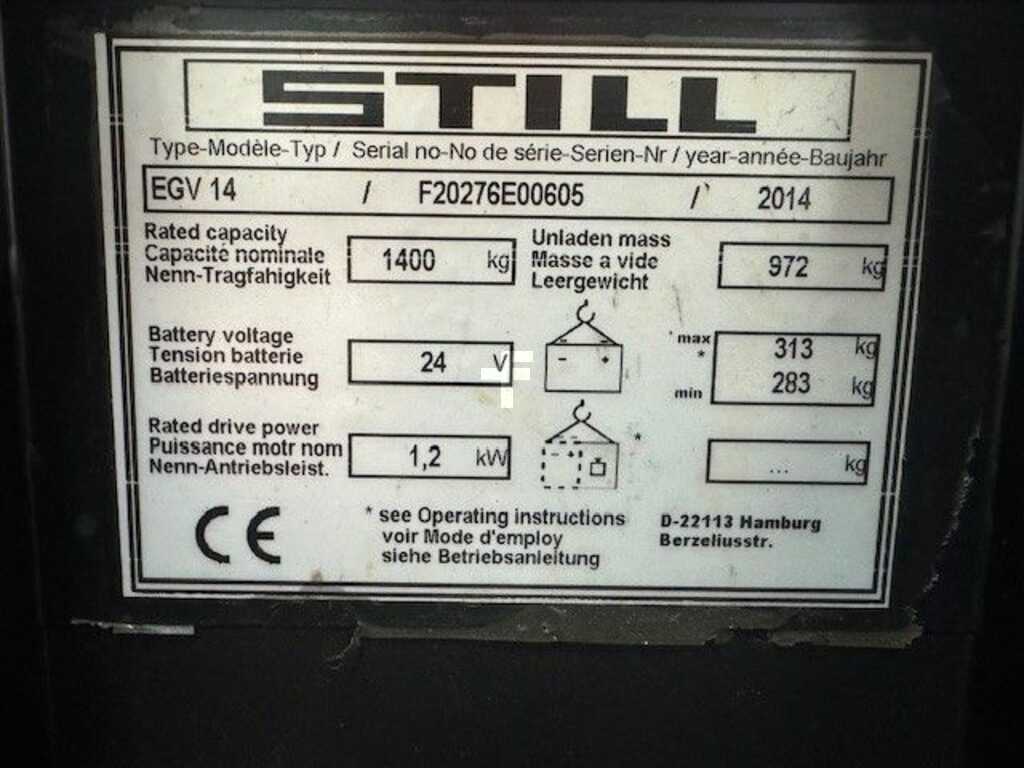 STILL
Type-Modèle-Typ / Serial no-No de série-Serien-Nr / year-année-Baujahr
EGV 14 / F20276E00605 / 2014
Rated capacity
Capacité nominale
Nenn-Tragfahigkeit
1400 kg
Unladen mass
Masse a vide
Leergewicht
972 kg
Battery voltage
Tension batterie
Batteriespannung
24 V
- +
max
*
min
313 kg
283 kg
Rated drive power
Puissance motr nom
Nenn-Antriebsleist.
1,2 kW
- +
*
... kg
CE
* see Operating instructions
voir Mode d'employ
siehe Betriebsanleitung
D-22113 Hamburg
Berzeliusstr.